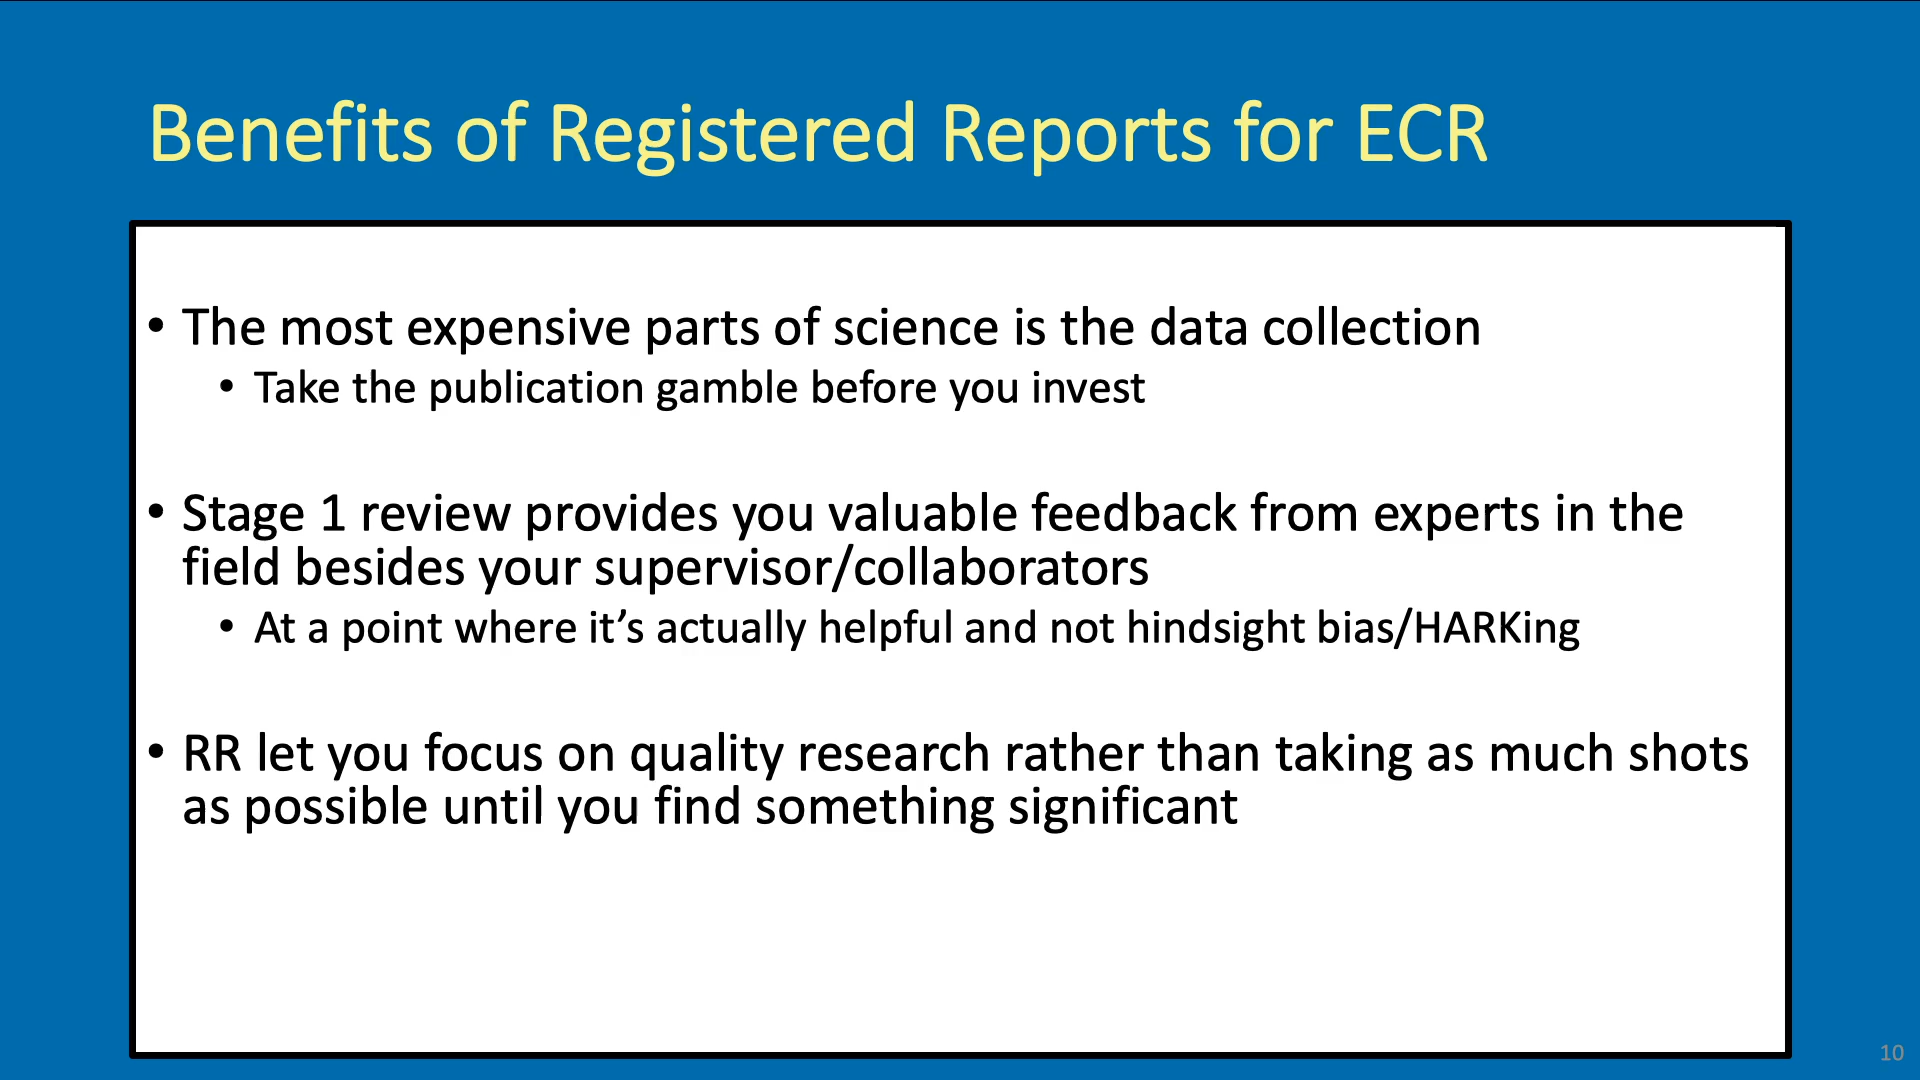 Benefits of Registered Reports for ECR
• The most expensive parts of science is the data collection
• Take the publication gamble before you invest
• Stage 1 review provides you valuable feedback from experts in the
field besides your supervisor/collaborators
• At a point where it’s actually helpful and not hindsight bias/HARKing
• RR let you focus on quality research rather than taking as much shots
as possible until you find something significant
10